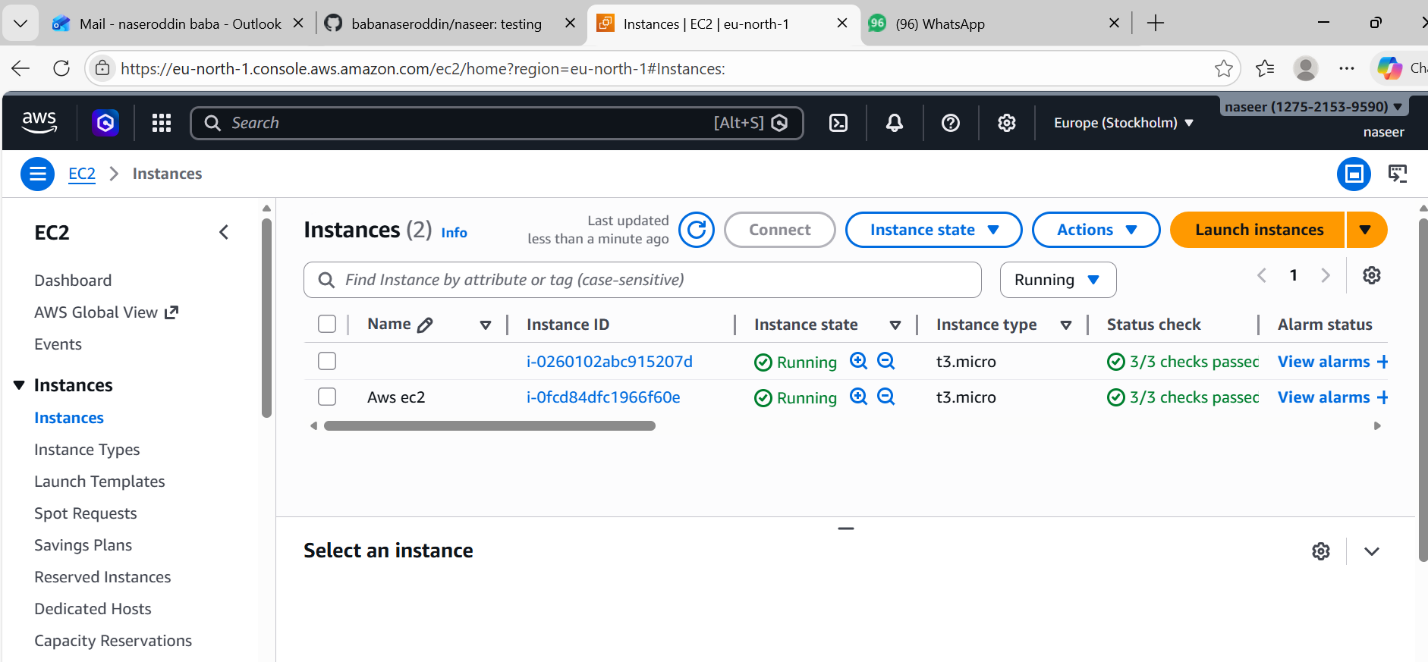 Mail - naseroddin baba - Outlook
babanaseroddin/naseer: testing
Instances | EC2 | eu-north-1
96 (96) WhatsApp
https://eu-north-1.console.aws.amazon.com/ec2/home?region=eu-north-1#Instances:
aws
Search [Alt+S]
Europe (Stockholm)
naseer (1275-2153-9590)
naseer
EC2 Instances
EC2
Dashboard
AWS Global View
Events
Instances
Instances
Instance Types
Launch Templates
Spot Requests
Savings Plans
Reserved Instances
Dedicated Hosts
Capacity Reservations
Instances (2) Info
Last updated
less than a minute ago
Connect Instance state Actions Launch instances
Find Instance by attribute or tag (case-sensitive) Running 1
Name Instance ID Instance state Instance type Status check Alarm status
i-0260102abc915207d Running t3.micro 3/3 checks passed View alarms +
Aws ec2 i-0fcd84dfc1966f60e Running t3.micro 3/3 checks passed View alarms +
Select an instance